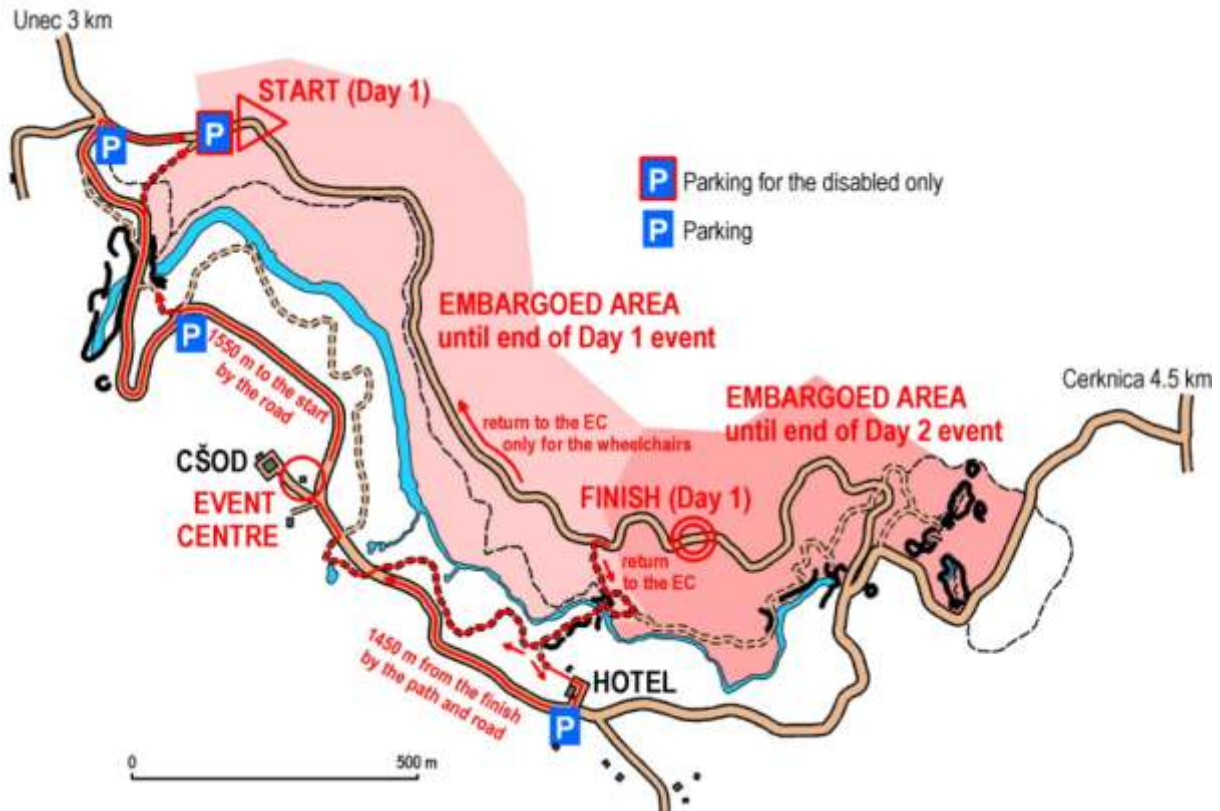 Unec 3 km
START (Day 1)
P
P
P Parking for the disabled only
P Parking
EMBARGOED AREA
until end of Day 1 event
P
1550 m to the start
by the road
Cerknica 4.5 km
EMBARGOED AREA
until end of Day 2 event
return to the EC
only for the wheelchairs
CŠOD
EVENT
CENTRE
FINISH (Day 1)
return
to the EC
1450 m from the finish
by the path and road
HOTEL
P
0 500 m